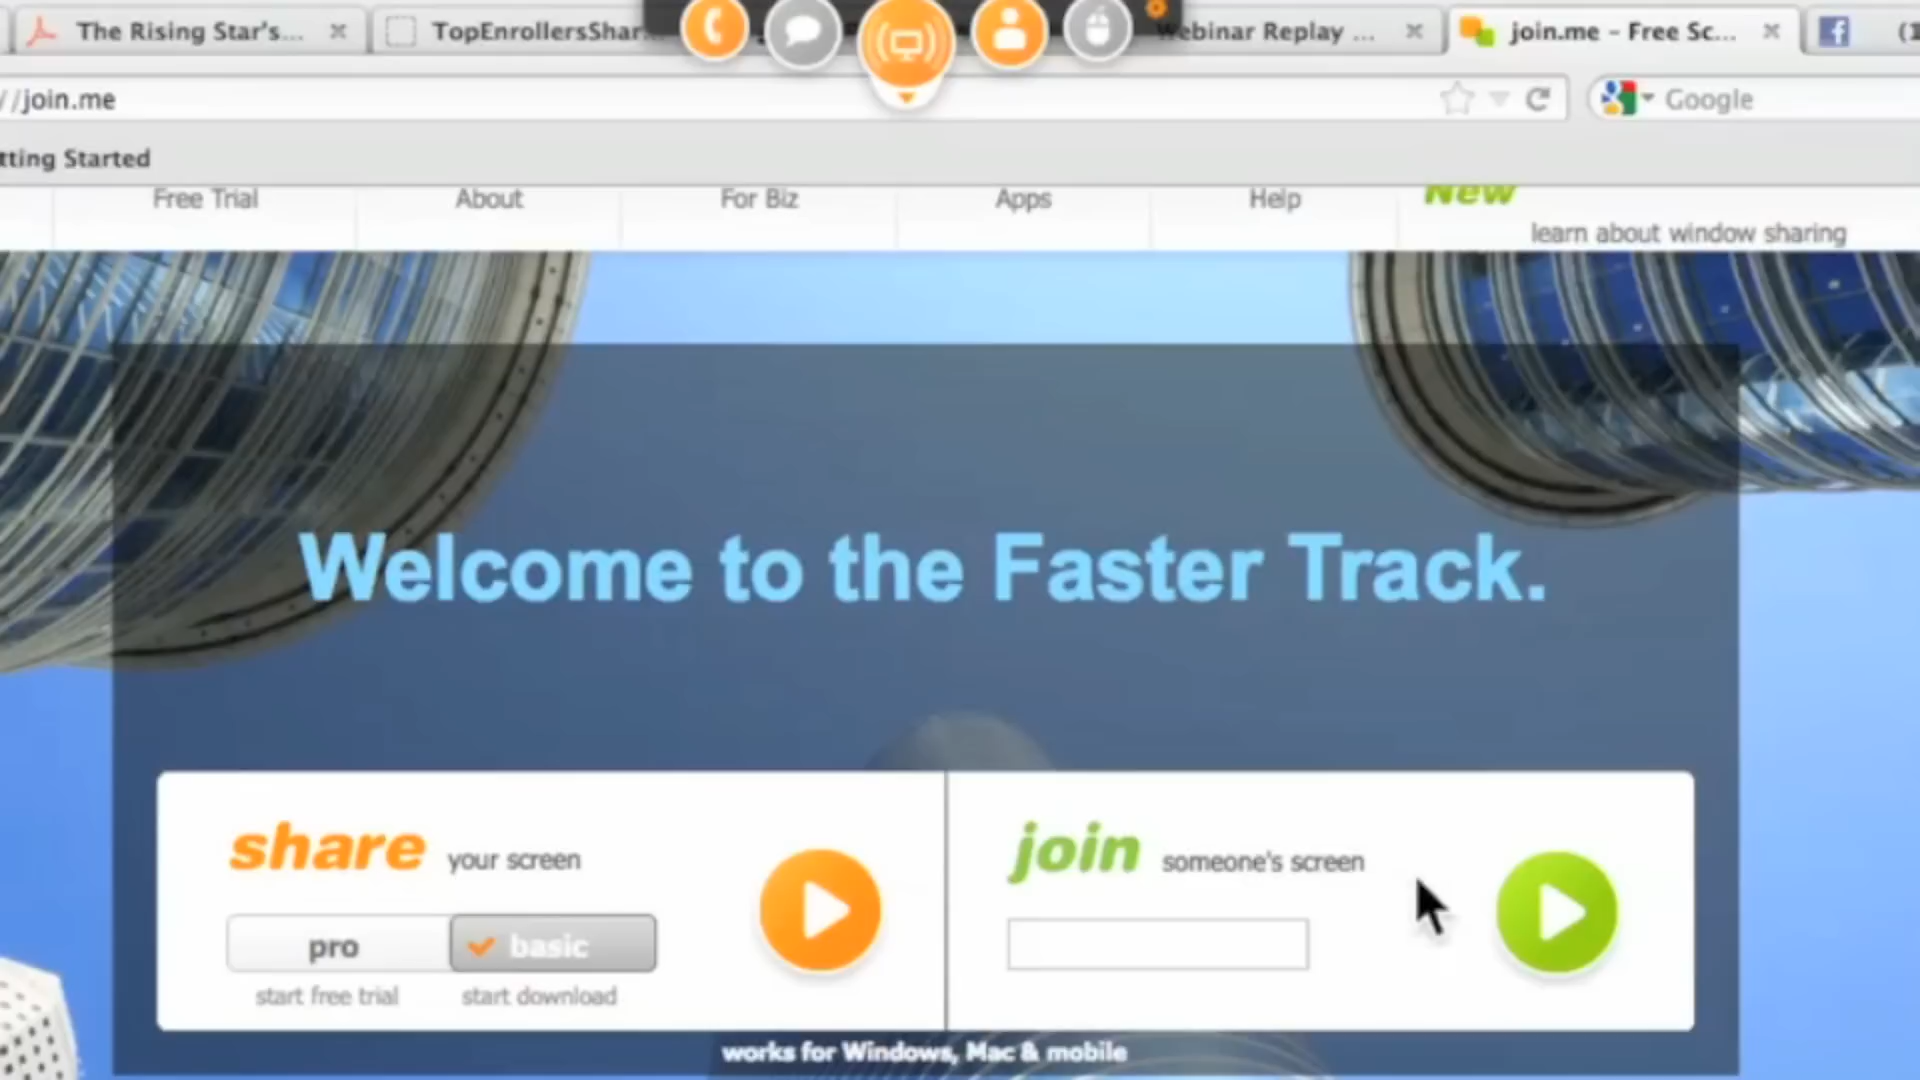 The Rising Star's...
TopEnrollersShar
Webinar Replay ...
join.me - Free Sc...
(1
//join.me
Google
tting Started
Free Trial
About
For Biz
Apps
Help
New
learn about window sharing
Welcome to the Faster Track.
share your screen
pro
basic
start free trial
start download
join someone's screen
works for Windows, Mac & mobile